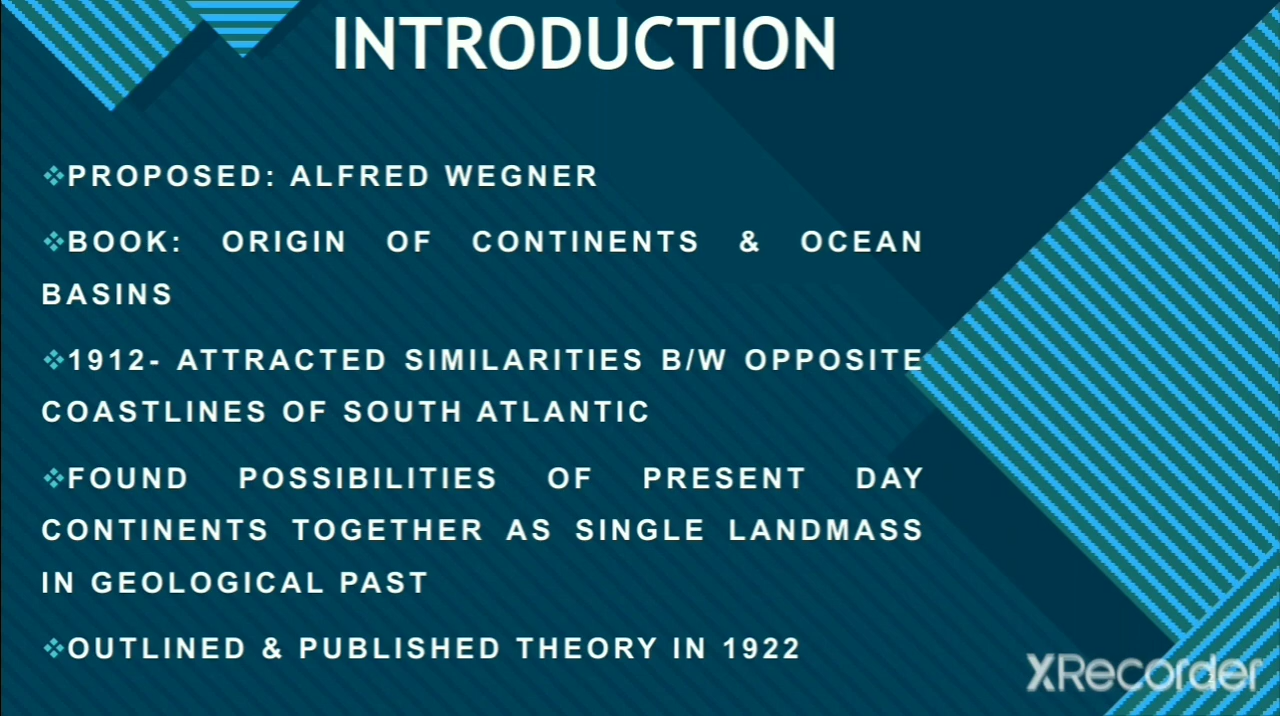 INTRODUCTION
❖PROPOSED: ALFRED WEGNER
❖BOOK: ORIGIN OF CONTINENTS & OCEAN
BASINS
❖1912- ATTRACTED SIMILARITIES B/W OPPOSITE
COASTLINES OF SOUTH ATLANTIC
❖FOUND POSSIBILITIES OF PRESENT DAY
CONTINENTS TOGETHER AS SINGLE LANDMASS
IN GEOLOGICAL PAST
❖OUTLINED & PUBLISHED THEORY IN 1922
XRecorder